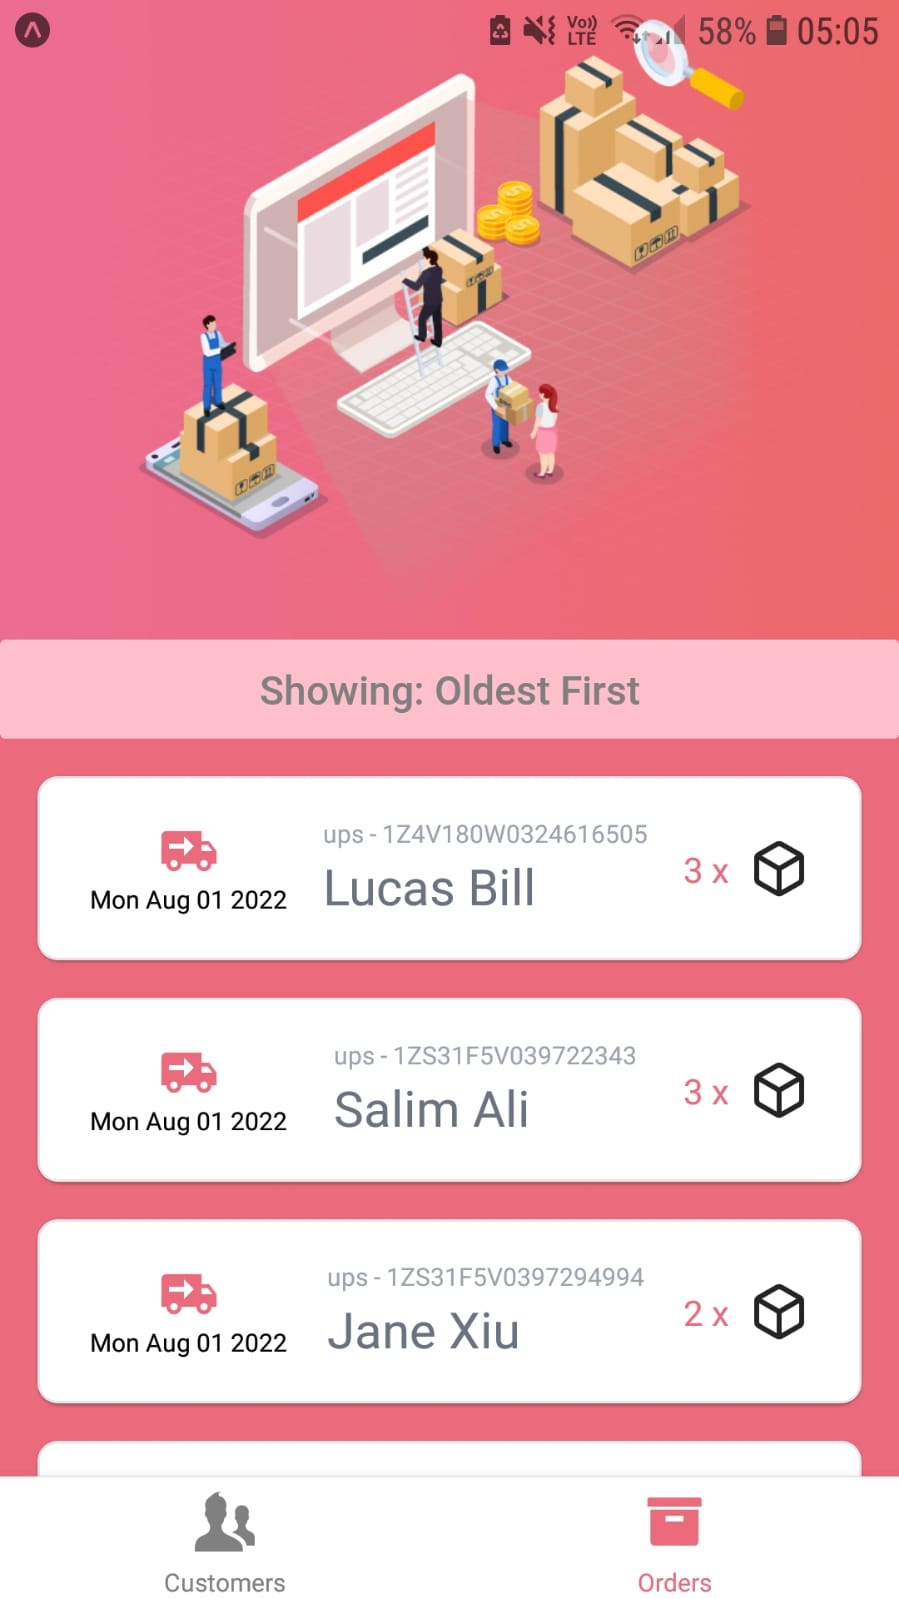 Vo)) LTE 58% 05:05
Showing: Oldest First
ups - 1Z4V180W0324616505
Lucas Bill
Mon Aug 01 2022
3 x
ups - 1ZS31F5V039722343
Salim Ali
Mon Aug 01 2022
3 x
ups - 1ZS31F5V0397294994
Jane Xiu
Mon Aug 01 2022
2 x
Customers
Orders